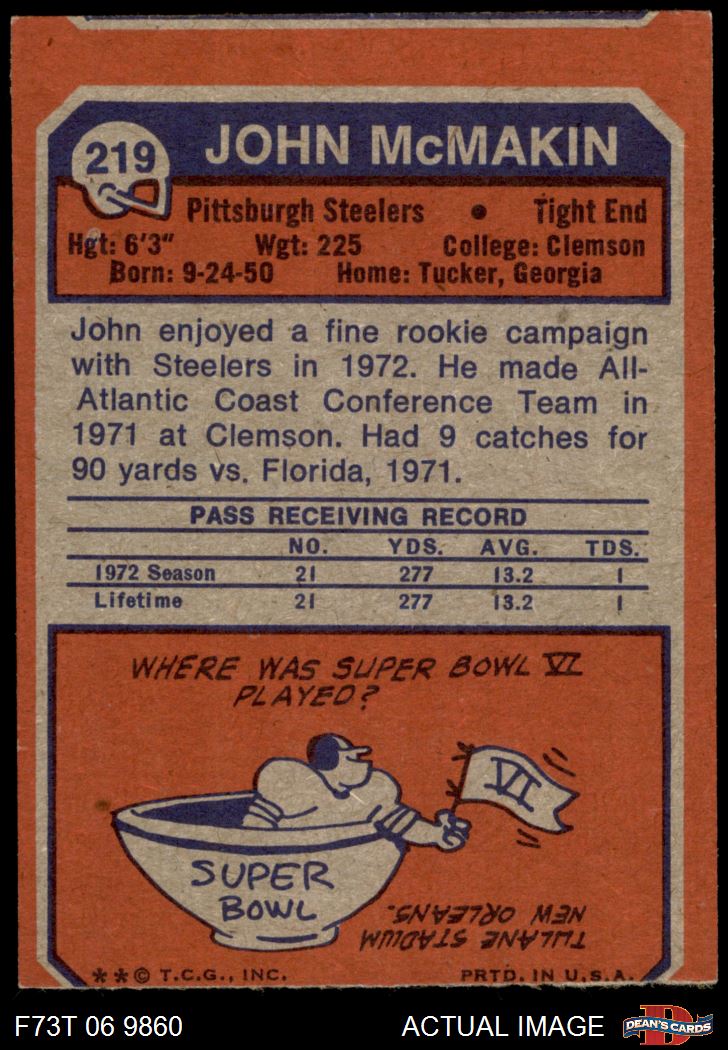 219
JOHN McMAKIN
Pittsburgh Steelers • Tight End
Hgt: 6'3" Wgt: 225 College: Clemson
Born: 9-24-50 Home: Tucker, Georgia
John enjoyed a fine rookie campaign
with Steelers in 1972. He made All-
Atlantic Coast Conference Team in
1971 at Clemson. Had 9 catches for
90 yards vs. Florida, 1971.
PASS RECEIVING RECORD
NO. YDS. AVG. TDS.
1972 Season 21 277 13.2 1
Lifetime 21 277 13.2 1
WHERE WAS SUPER BOWL VI
PLAYED?
VI
SUPER
BOWL
TULANE STADIUM
NEW ORLEANS.
**© T.C.G., INC. PRTD. IN U.S.A.
F73T 06 9860 ACTUAL IMAGE
D
DEAN'S CARDS